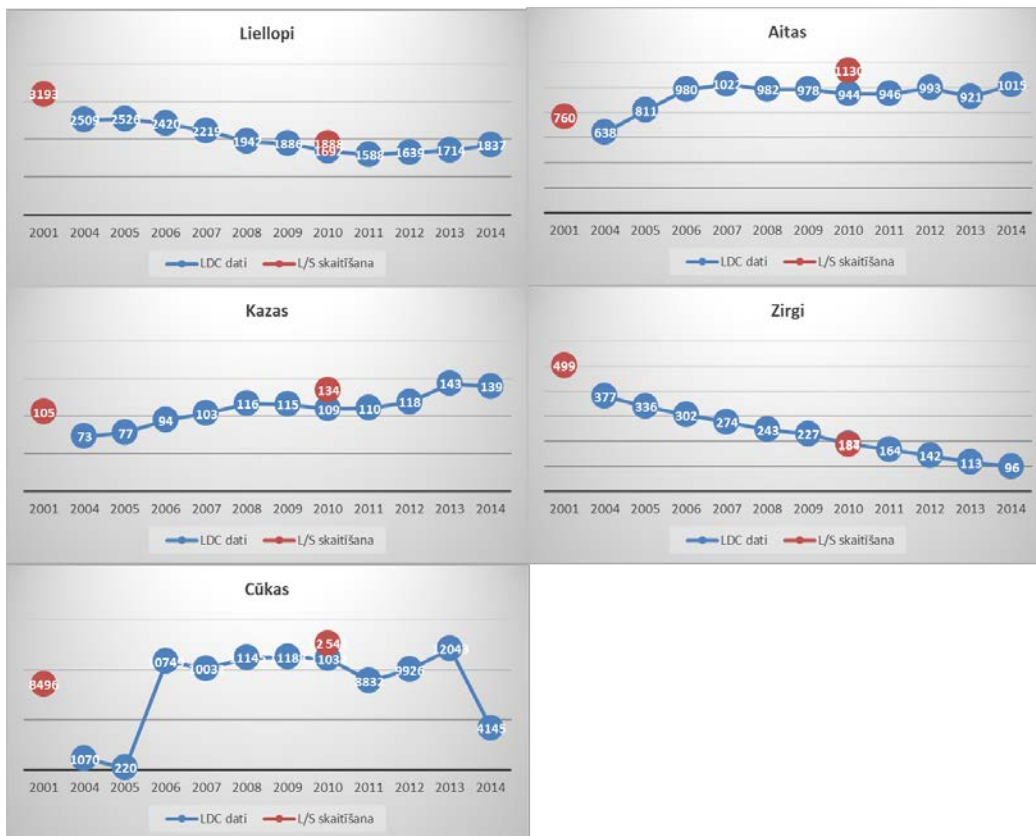 Liellopi
3193
2509 2526 2420 2219 1942 1886 1888 1588 1639 1714 1837
2001 2004 2005 2006 2007 2008 2009 2010 2011 2012 2013 2014
LDC dati L/S skaitīšana
Aitas
760 638 811 980 1022 982 978 1130 944 946 993 921 1015
2001 2004 2005 2006 2007 2008 2009 2010 2011 2012 2013 2014
LDC dati L/S skaitīšana
Kazas
105 73 77 94 103 116 115 134 109 110 118 143 139
2001 2004 2005 2006 2007 2008 2009 2010 2011 2012 2013 2014
LDC dati L/S skaitīšana
Zirgi
499 377 336 302 274 243 227 164 142 113 96
2001 2004 2005 2006 2007 2008 2009 2010 2011 2012 2013 2014
LDC dati L/S skaitīšana
Cūkas
8496 1070 220 9926 4145
2001 2004 2005 2006 2007 2008 2009 2010 2011 2012 2013 2014
LDC dati L/S skaitīšana